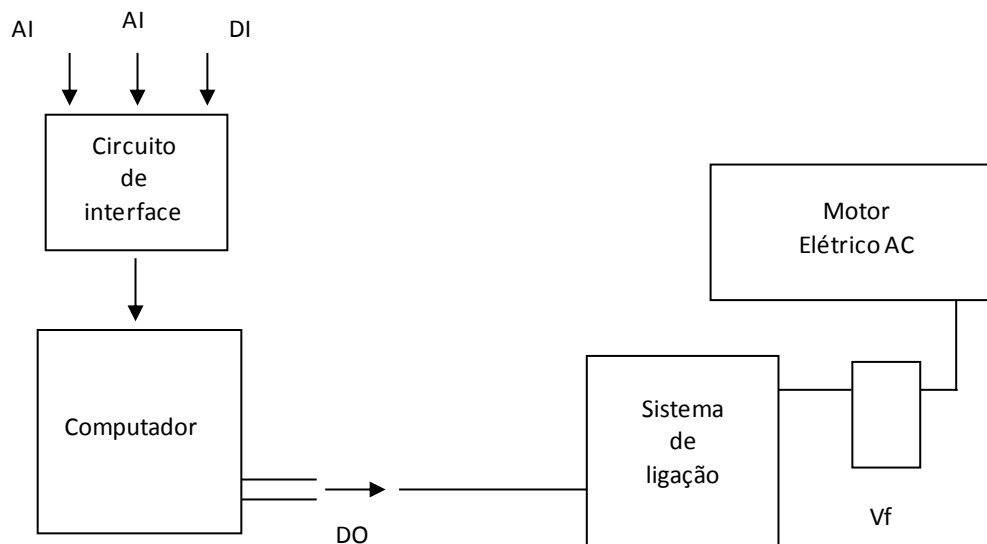 AI
AI
DI
Circuito
de
interface
Motor
Elétrico AC
Computador
Sistema
de
ligação
DO
Vf